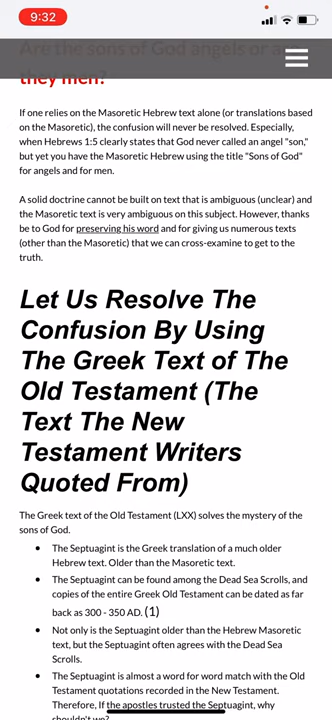 9:32
Are the sons of God angels or are
they men?
If one relies on the Masoretic Hebrew text alone (or translations based
on the Masoretic), the confusion will never be resolved. Especially,
when Hebrews 1:5 clearly states that God never called an angel "son,"
but yet you have the Masoretic Hebrew using the title "Sons of God"
for angels and for men.
A solid doctrine cannot be built on text that is ambiguous (unclear) and
the Masoretic text is very ambiguous on this subject. However, thanks
be to God for preserving his word and for giving us numerous texts
(other than the Masoretic) that we can cross-examine to get to the
truth.
Let Us Resolve The
Confusion By Using
The Greek Text of The
Old Testament (The
Text The New
Testament Writers
Quoted From)
The Greek text of the Old Testament (LXX) solves the mystery of the
sons of God.
• The Septuagint is the Greek translation of a much older
Hebrew text. Older than the Masoretic text.
• The Septuagint can be found among the Dead Sea Scrolls, and
copies of the entire Greek Old Testament can be dated as far
back as 300 - 350 AD. (1)
• Not only is the Septuagint older than the Hebrew Masoretic
text, but the Septuagint often agrees with the Dead Sea
Scrolls.
• The Septuagint is almost a word for word match with the Old
Testament quotations recorded in the New Testament.
Therefore, If the apostles trusted the Septuagint, why
shouldn't we?